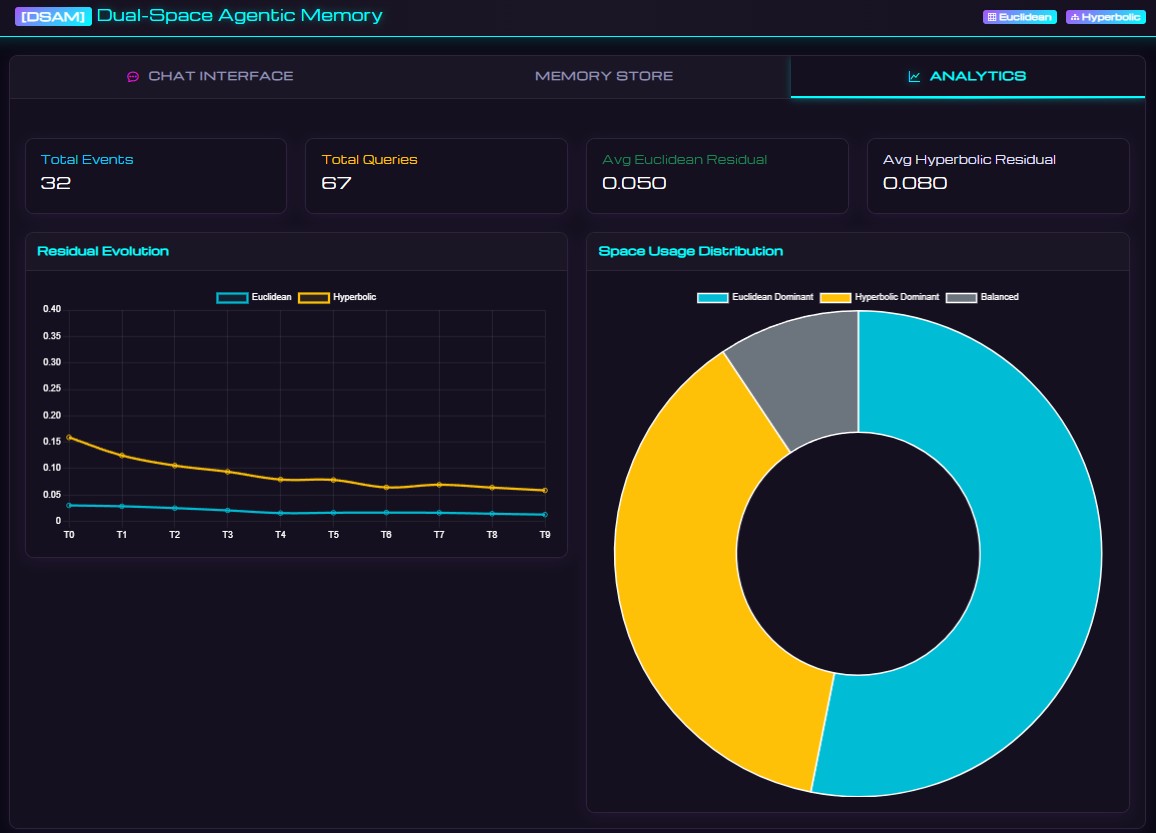 [DSAM] Dual-Space Agentic Memory
Euclidean
Hyperbolic
CHAT INTERFACE
MEMORY STORE
ANALYTICS
Total Events
32
Total Queries
67
Avg Euclidean Residual
0.050
Avg Hyperbolic Residual
0.080
Residual Evolution
Euclidean
Hyperbolic
0.40
0.35
0.30
0.25
0.20
0.15
0.10
0.05
0
T0 T1 T2 T3 T4 T5 T6 T7 T8 T9
Space Usage Distribution
Euclidean Dominant
Hyperbolic Dominant
Balanced